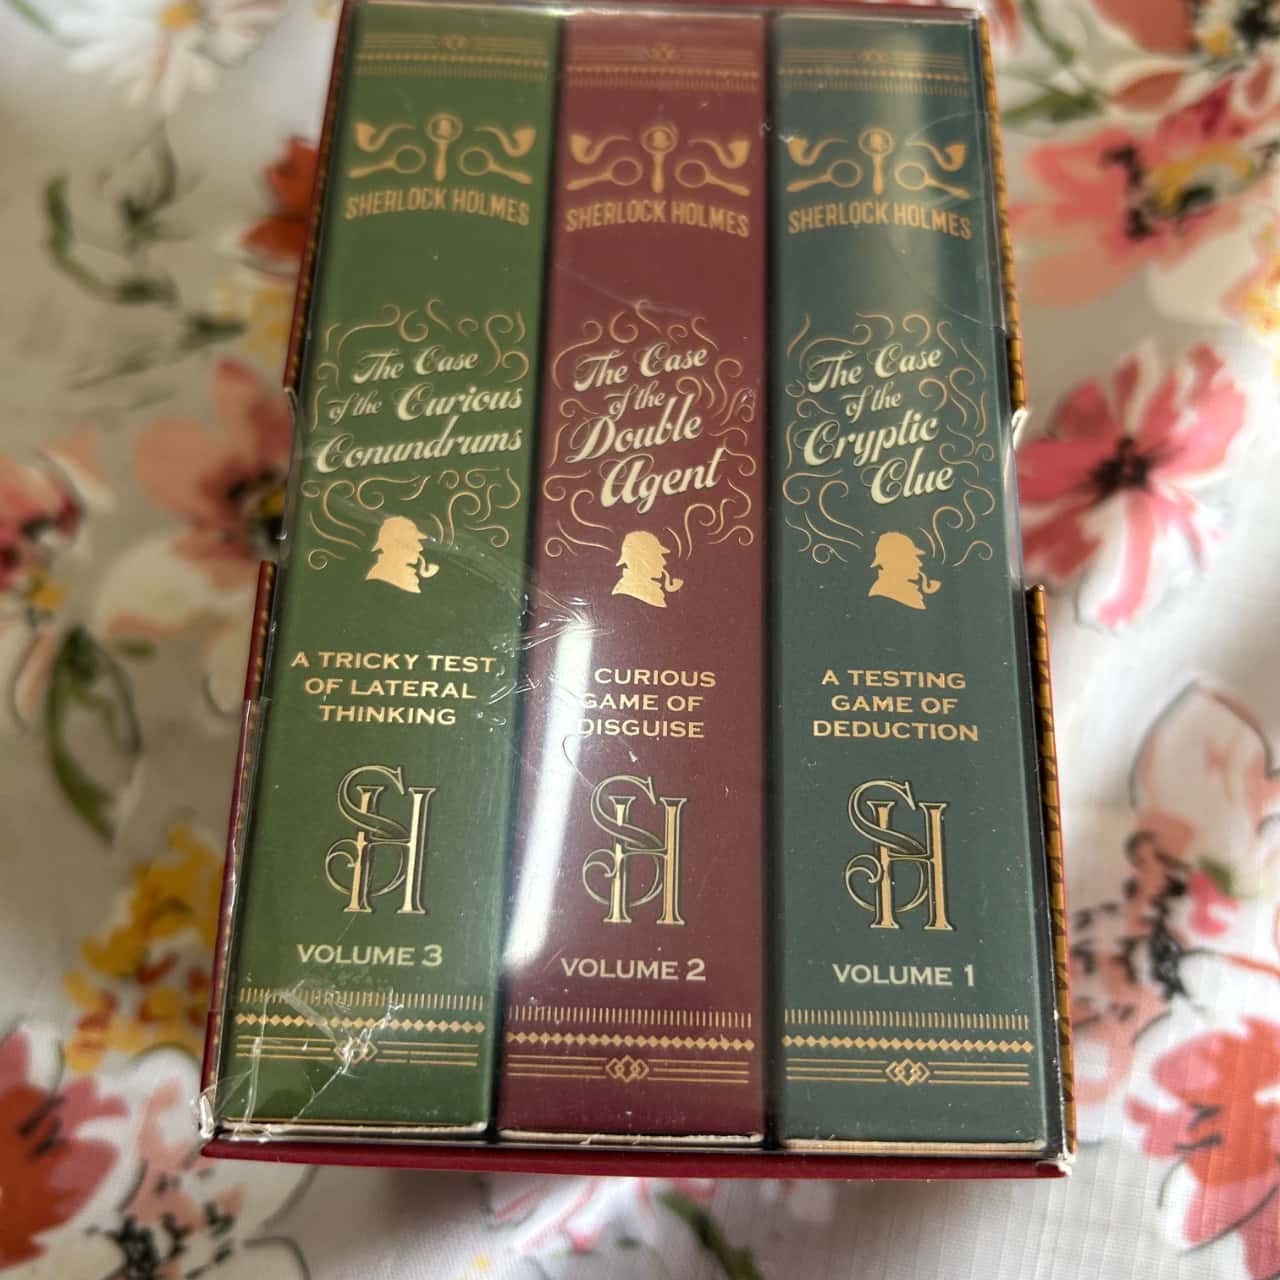 SHERLOCK HOLMES
The Case
of the Curious
Conundrums
A TRICKY TEST
OF LATERAL
THINKING
SH
VOLUME 3
SHERLOCK HOLMES
The Case
of the
Double
Agent
CURIOUS
GAME OF
DISGUISE
SH
VOLUME 2
SHERLOCK HOLMES
The Case
of the
Cryptic
Clue
A TESTING
GAME OF
DEDUCTION
SH
VOLUME 1